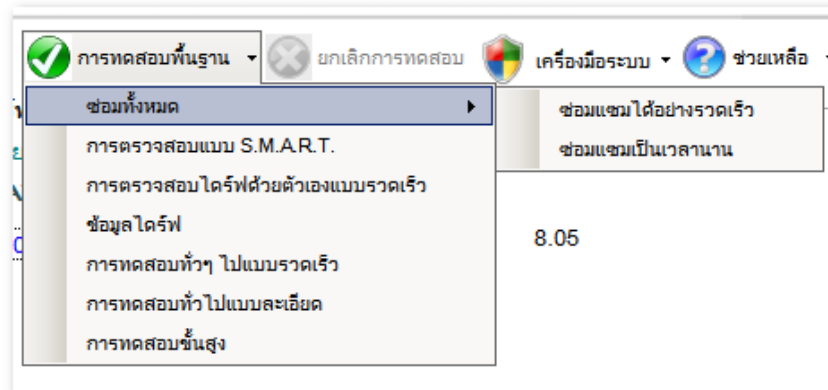 การทดสอบพื้นฐาน ยกเลิกการทดสอบ เครื่องมือระบบ ช่วยเหลือ
ซ่อมทั้งหมด
ซ่อมแซมได้อย่างรวดเร็ว
การตรวจสอบแบบ S.M.A.R.T.
ซ่อมแซมเป็นเวลานาน
การตรวจสอบไดร์ฟด้วยตัวเองแบบรวดเร็ว
ข้อมูลไดร์ฟ
8.05
การทดสอบทั่วๆ ไปแบบรวดเร็ว
การทดสอบทั่วไปแบบละเอียด
การทดสอบขั้นสูง